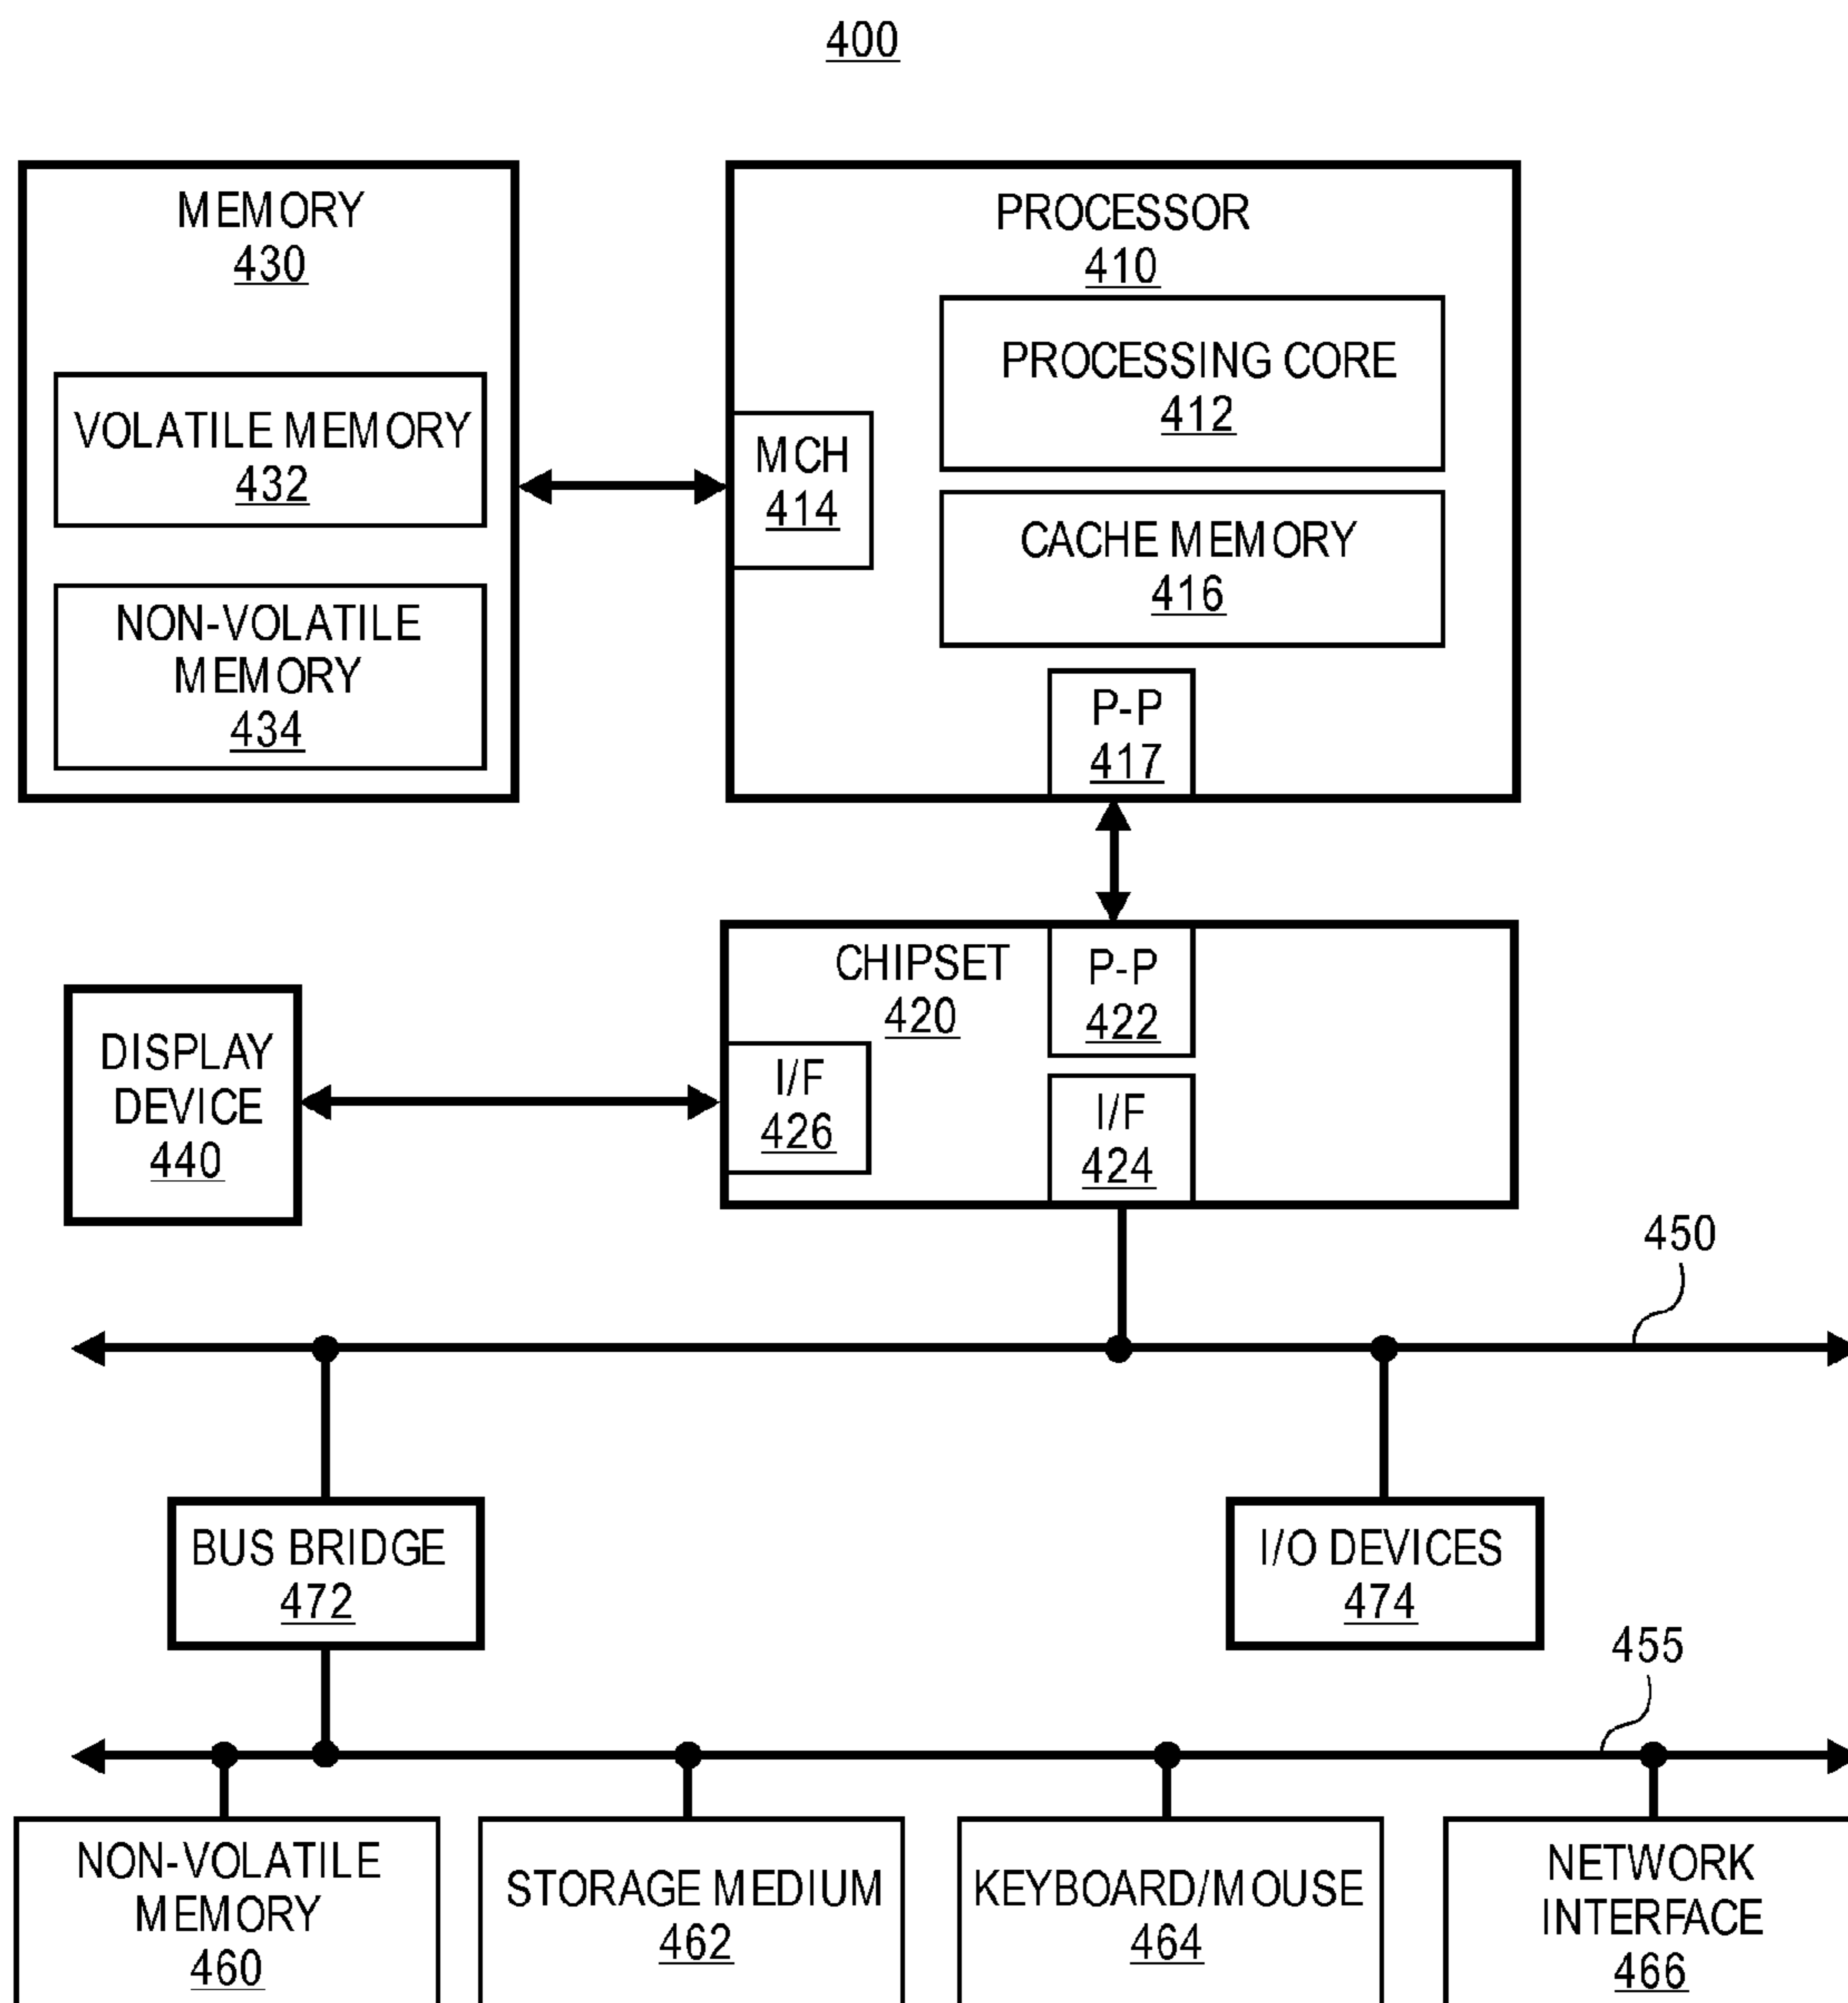 400
MEMORY
430
VOLATILE MEMORY
432
NON-VOLATILE
MEMORY
434
PROCESSOR
410
PROCESSING CORE
412
MCH
414
CACHE MEMORY
416
P-P
417
CHIPSET
420
P-P
422
I/F
426
I/F
424
DISPLAY
DEVICE
440
450
BUS BRIDGE
472
I/O DEVICES
474
455
NON-VOLATILE
MEMORY
460
STORAGE MEDIUM
462
KEYBOARD/MOUSE
464
NETWORK
INTERFACE
466